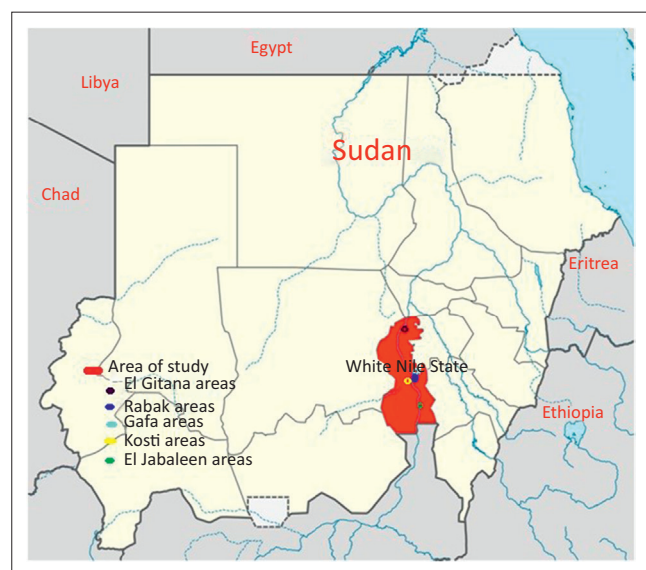 Egypt
Libya
Sudan
Chad
Eritrea
White Nile State
Area of study
El Gitana areas
Rabak areas
Gafa areas
Kosti areas
El Jabaleen areas
Ethiopia